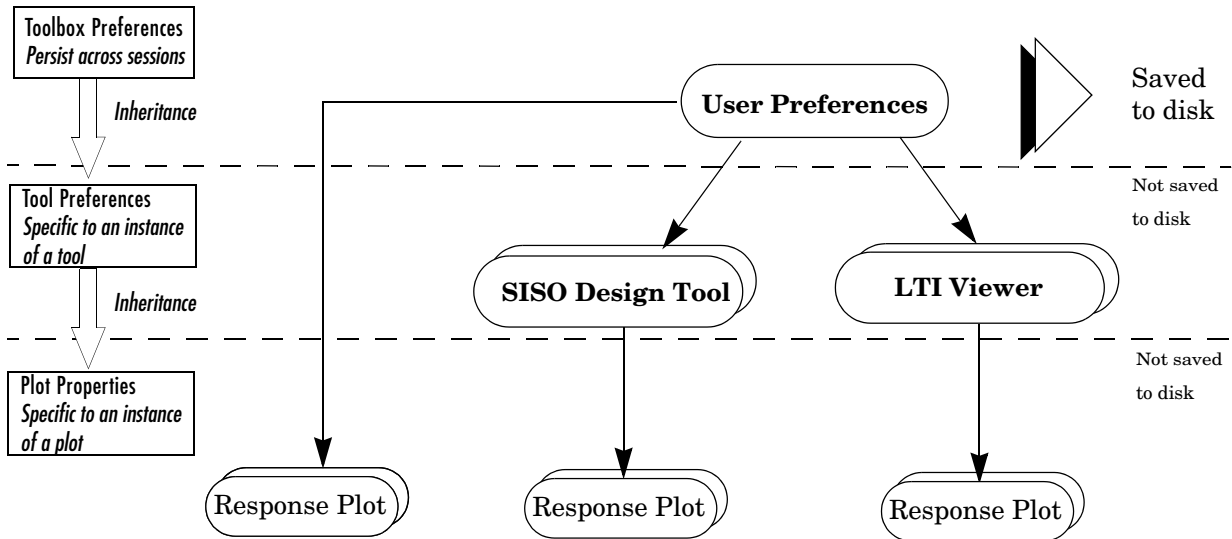 Toolbox Preferences
Persist across sessions
Inheritance
User Preferences
Saved
to disk
Tool Preferences
Specific to an instance
of a tool
Not saved
to disk
Inheritance
SISO Design Tool
LTI Viewer
Plot Properties
Specific to an instance
of a plot
Not saved
to disk
Response Plot
Response Plot
Response Plot